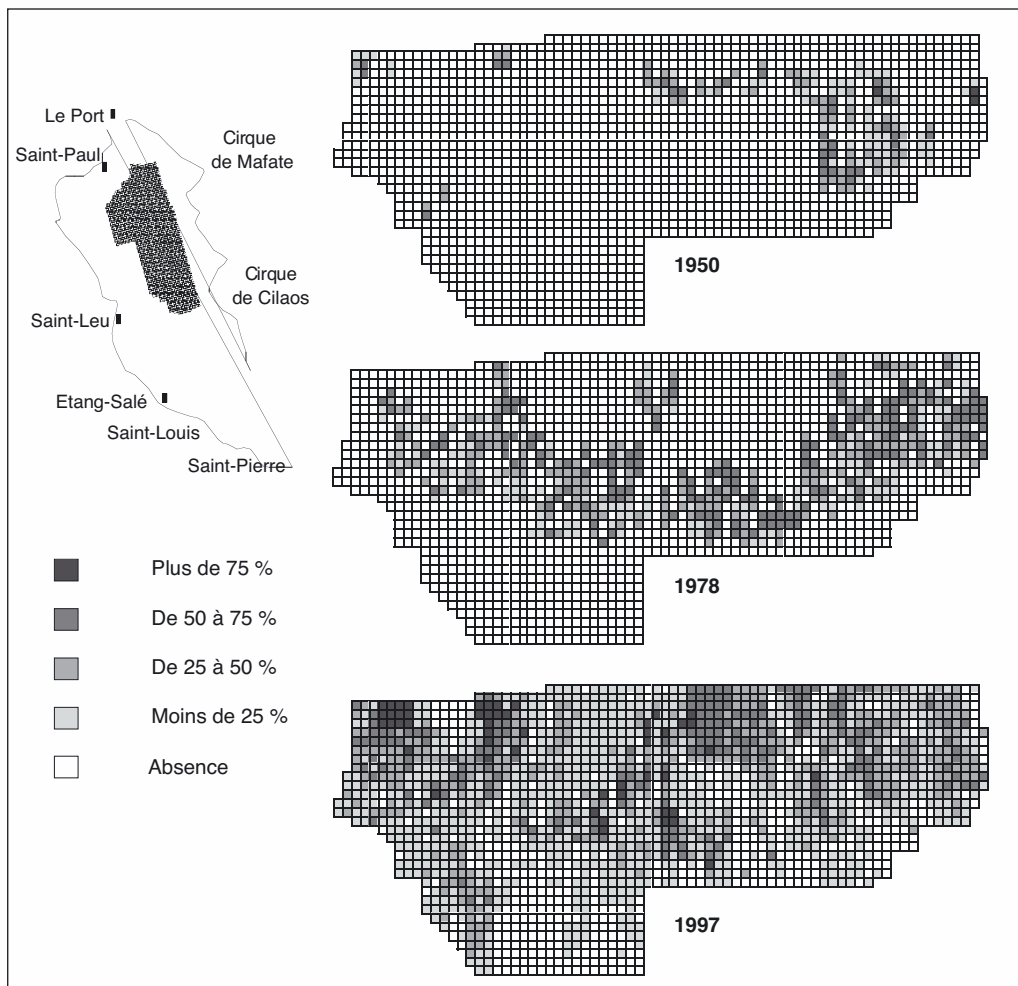 Le Port
Cirque
de Mafate
Saint-Paul
Cirque
de Cilaos
Saint-Leu
Etang-Salé
Saint-Louis
Saint-Pierre
1950
1978
1997
Plus de 75 %
De 50 à 75 %
De 25 à 50 %
Moins de 25 %
Absence